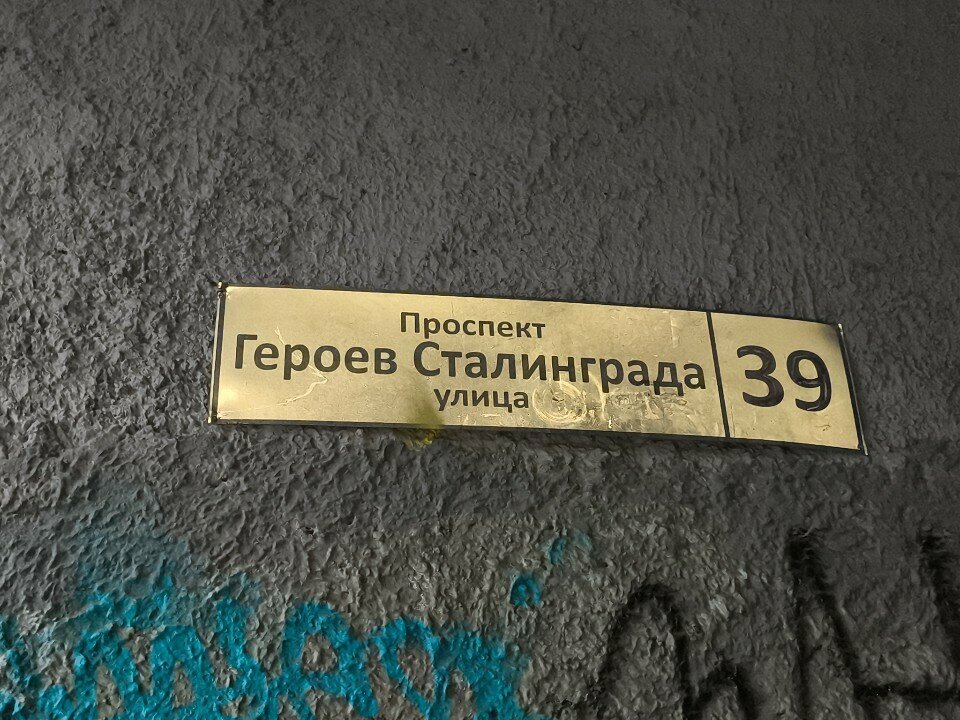 Проспект
Героев Сталинграда
улица
39